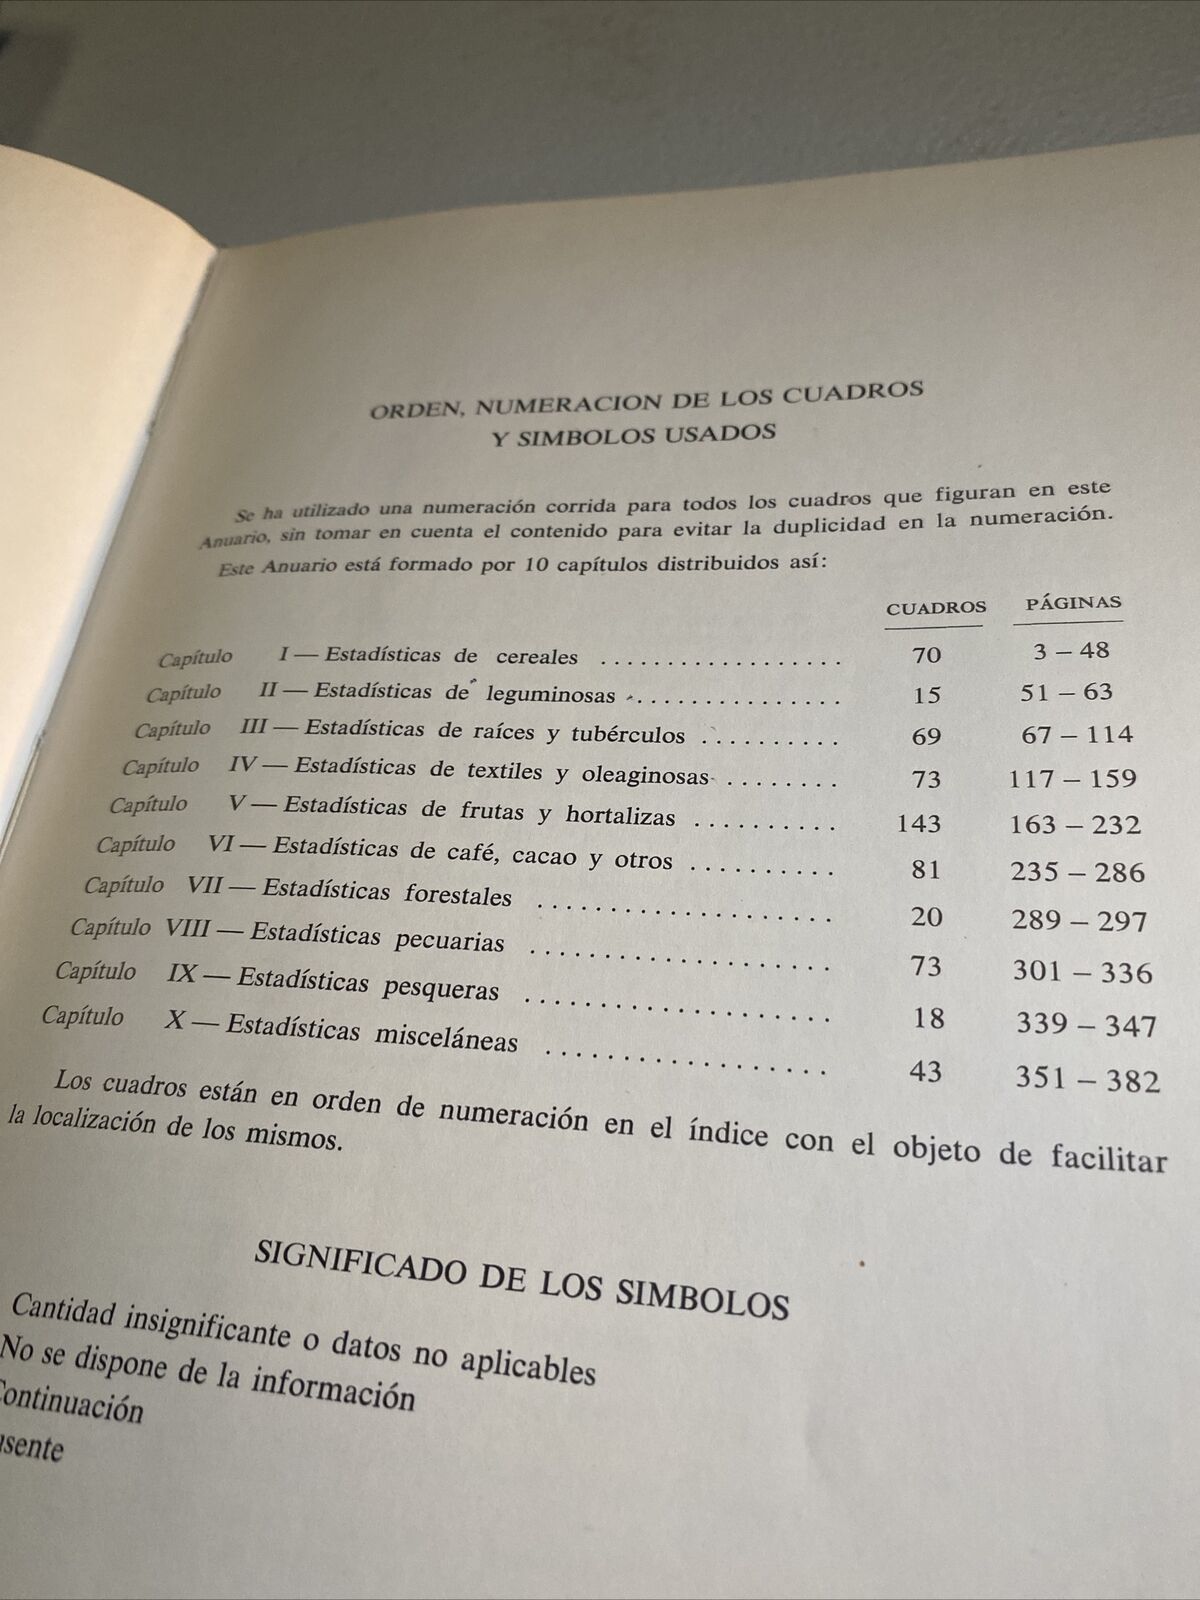 ORDEN, NUMERACION DE LOS CUADROS
Y SIMBOLOS USADOS
Se ha utilizado una numeración corrida para todos los cuadros que figuran en este
Anuario, sin tomar en cuenta el contenido para evitar la duplicidad en la numeración.
Este Anuario está formado por 10 capítulos distribuidos así:
CUADROS PÁGINAS
Capítulo I — Estadísticas de cereales .................. 70 3 – 48
Capítulo II — Estadísticas de leguminosas ................ 15 51 – 63
Capítulo III — Estadísticas de raíces y tubérculos .......... 69 67 – 114
Capítulo IV — Estadísticas de textiles y oleaginosas ........ 73 117 – 159
Capítulo V — Estadísticas de frutas y hortalizas .......... 143 163 – 232
Capítulo VI — Estadísticas de café, cacao y otros .......... 81 235 – 286
Capítulo VII — Estadísticas forestales ..................... 20 289 – 297
Capítulo VIII — Estadísticas pecuarias ..................... 73 301 – 336
Capítulo IX — Estadísticas pesqueras ..................... 18 339 – 347
Capítulo X — Estadísticas misceláneas ................... 43 351 – 382
Los cuadros están en orden de numeración en el índice con el objeto de facilitar
la localización de los mismos.
SIGNIFICADO DE LOS SIMBOLOS
Cantidad insignificante o datos no aplicables
No se dispone de la información
Continuación